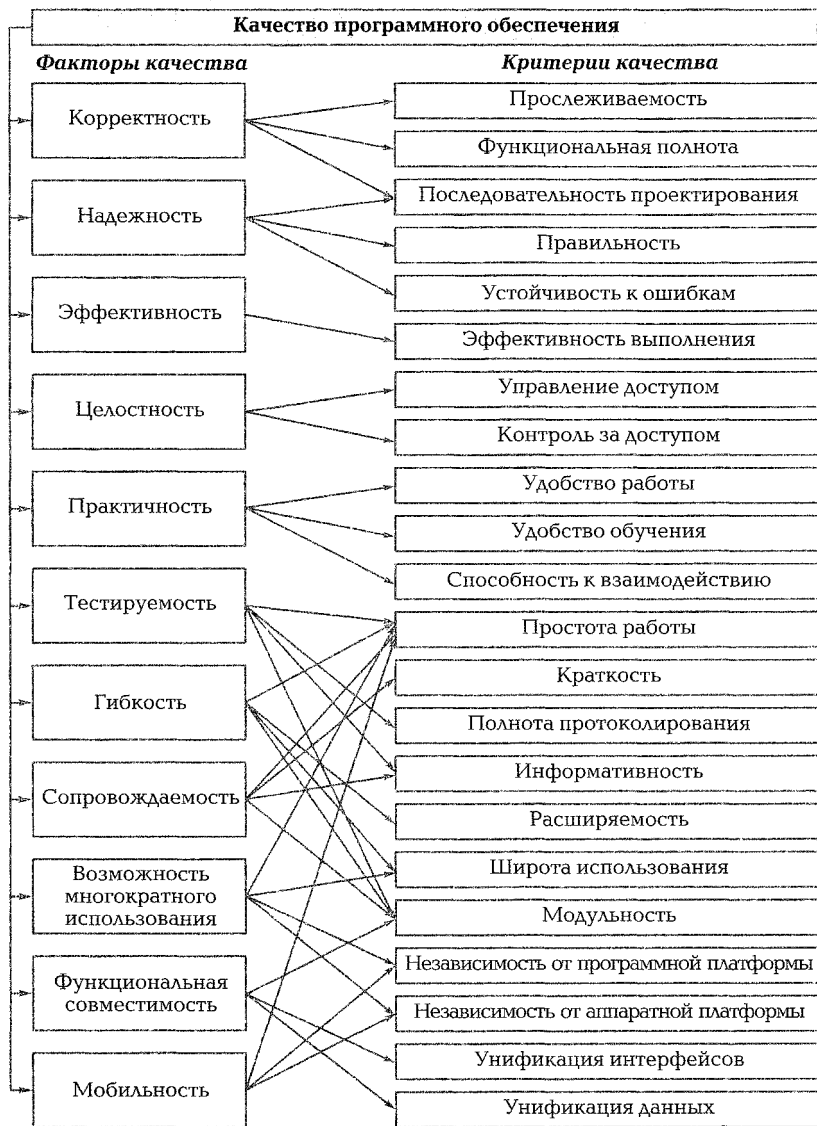 Качество программного обеспечения
Факторы качества
Критерии качества
Корректность
Надежность
Эффективность
Целостность
Практичность
Тестируемость
Гибкость
Сопровождаемость
Возможность
многократного
использования
Функциональная
совместимость
Мобильность
Прослеживаемость
Функциональная полнота
Последовательность проектирования
Правильность
Устойчивость к ошибкам
Эффективность выполнения
Управление доступом
Контроль за доступом
Удобство работы
Удобство обучения
Способность к взаимодействию
Простота работы
Краткость
Полнота протоколирования
Информативность
Расширяемость
Широта использования
Модульность
Независимость от программной платформы
Независимость от аппаратной платформы
Унификация интерфейсов
Унификация данных